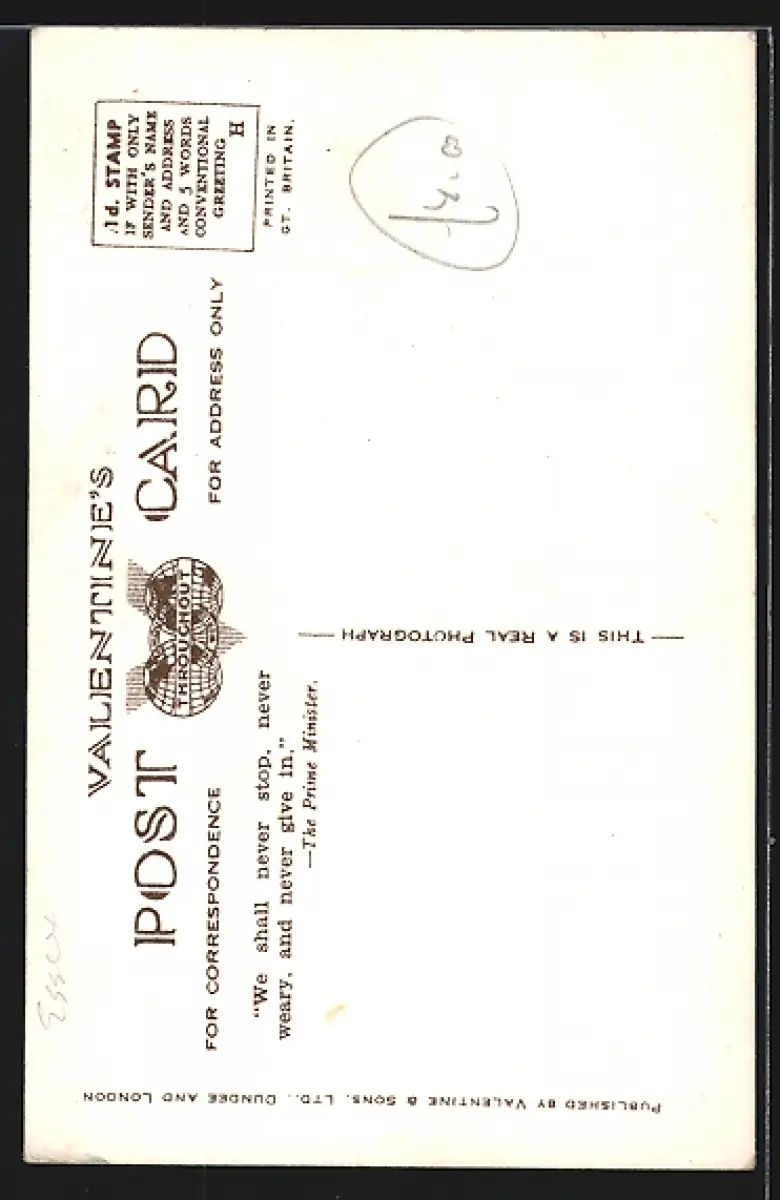 Essex
VALENTINE'S
POST CARD
THROUGHOUT
FOR CORRESPONDENCE
FOR ADDRESS ONLY
"We shall never stop, never
weary, and never give in."
—The Prime Minister.
1d. STAMP
IF WITH ONLY
SENDER'S NAME
AND ADDRESS
AND 5 WORDS
CONVENTIONAL
GREETING
H
PRINTED IN
GT. BRITAIN.
— THIS IS A REAL PHOTOGRAPH —
PUBLISHED BY VALENTINE & SONS, LTD., DUNDEE AND LONDON